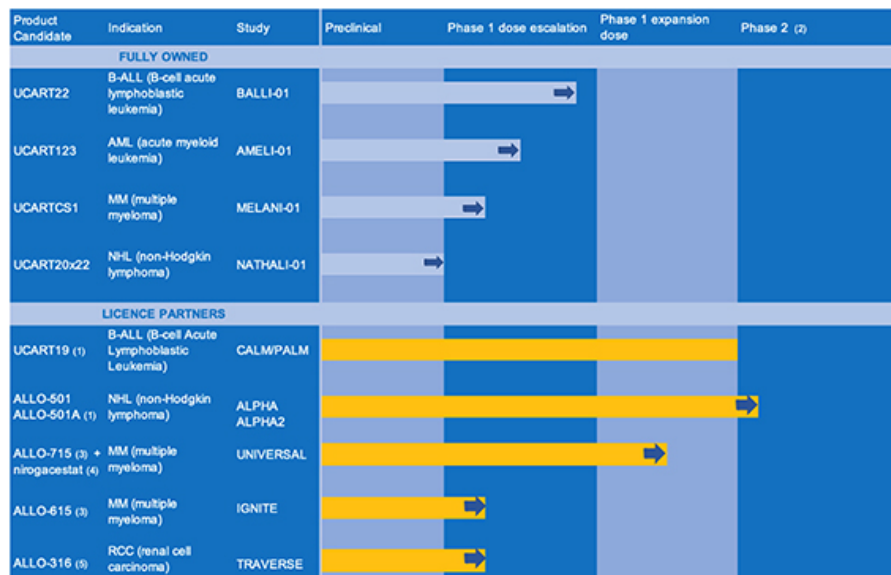 Product Candidate Indication Study Preclinical Phase 1 dose escalation Phase 1 expansion dose Phase 2 (2)
FULLY OWNED
UCART22 B-ALL (B-cell acute lymphoblastic leukemia) BALLI-01
UCART123 AML (acute myeloid leukemia) AMELI-01
UCARTCS1 MM (multiple myeloma) MELANI-01
UCART20x22 NHL (non-Hodgkin lymphoma) NATHALI-01
LICENCE PARTNERS
UCART19 (1) B-ALL (B-cell Acute Lymphoblastic Leukemia) CALM/PALM
ALLO-501 ALLO-501A (1) NHL (non-Hodgkin lymphoma) ALPHA ALPHA2
ALLO-715 (3) + nirogacestat (4) MM (multiple myeloma) UNIVERSAL
ALLO-615 (3) MM (multiple myeloma) IGNITE
ALLO-316 (5) RCC (renal cell carcinoma) TRAVERSE